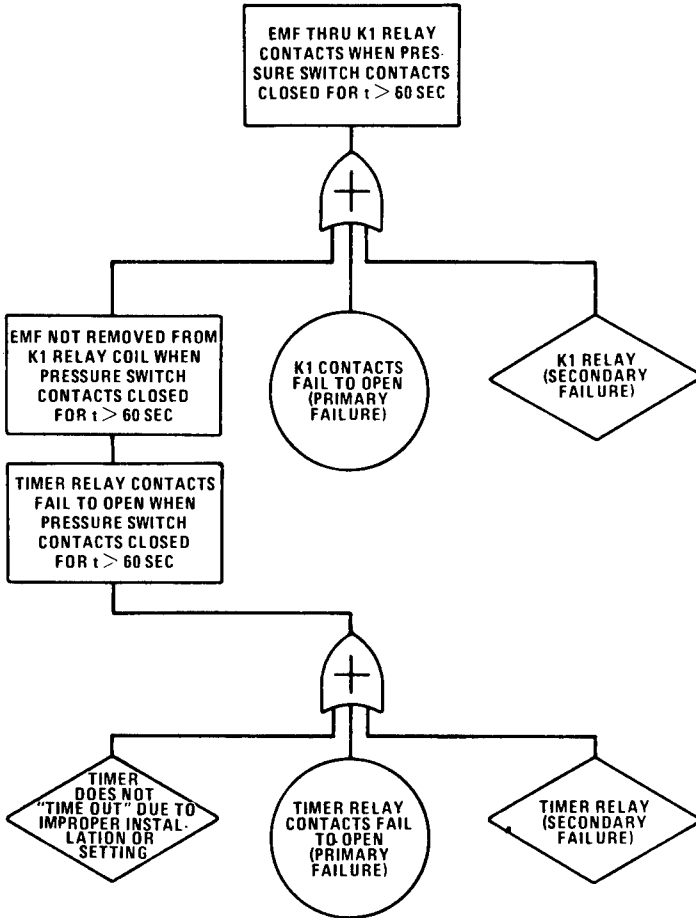 EMF THRU K1 RELAY
CONTACTS WHEN PRES-
SURE SWITCH CONTACTS
CLOSED FOR t > 60 SEC
EMF NOT REMOVED FROM
K1 RELAY COIL WHEN
PRESSURE SWITCH
CONTACTS CLOSED
FOR t > 60 SEC
K1 CONTACTS
FAIL TO OPEN
(PRIMARY
FAILURE)
K1 RELAY
(SECONDARY
FAILURE)
TIMER RELAY CONTACTS
FAIL TO OPEN WHEN
PRESSURE SWITCH
CONTACTS CLOSED
FOR t > 60 SEC
TIMER
DOES NOT
"TIME OUT" DUE TO
IMPROPER INSTAL-
LATION OR
SETTING
TIMER RELAY
CONTACTS FAIL
TO OPEN
(PRIMARY
FAILURE)
TIMER RELAY
(SECONDARY
FAILURE)